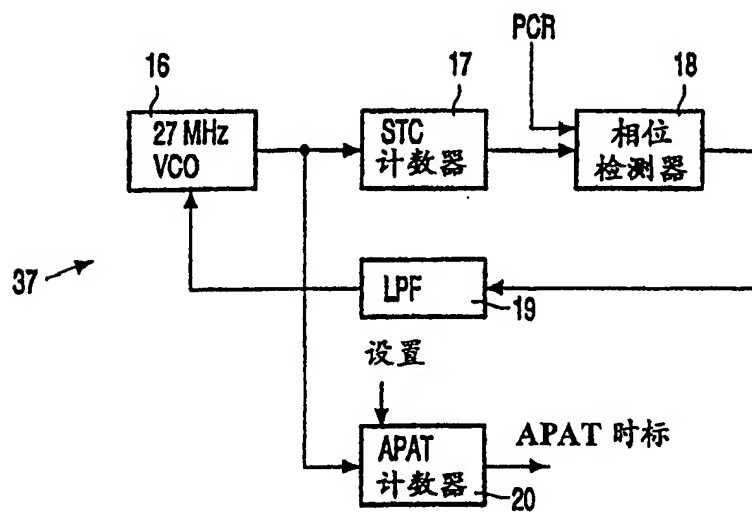 PCR
16
17
18
27 MHz
VCO
STC
计数器
相位
检测器
37
LPF
19
设置
APAT
计数器
20
APAT 时标